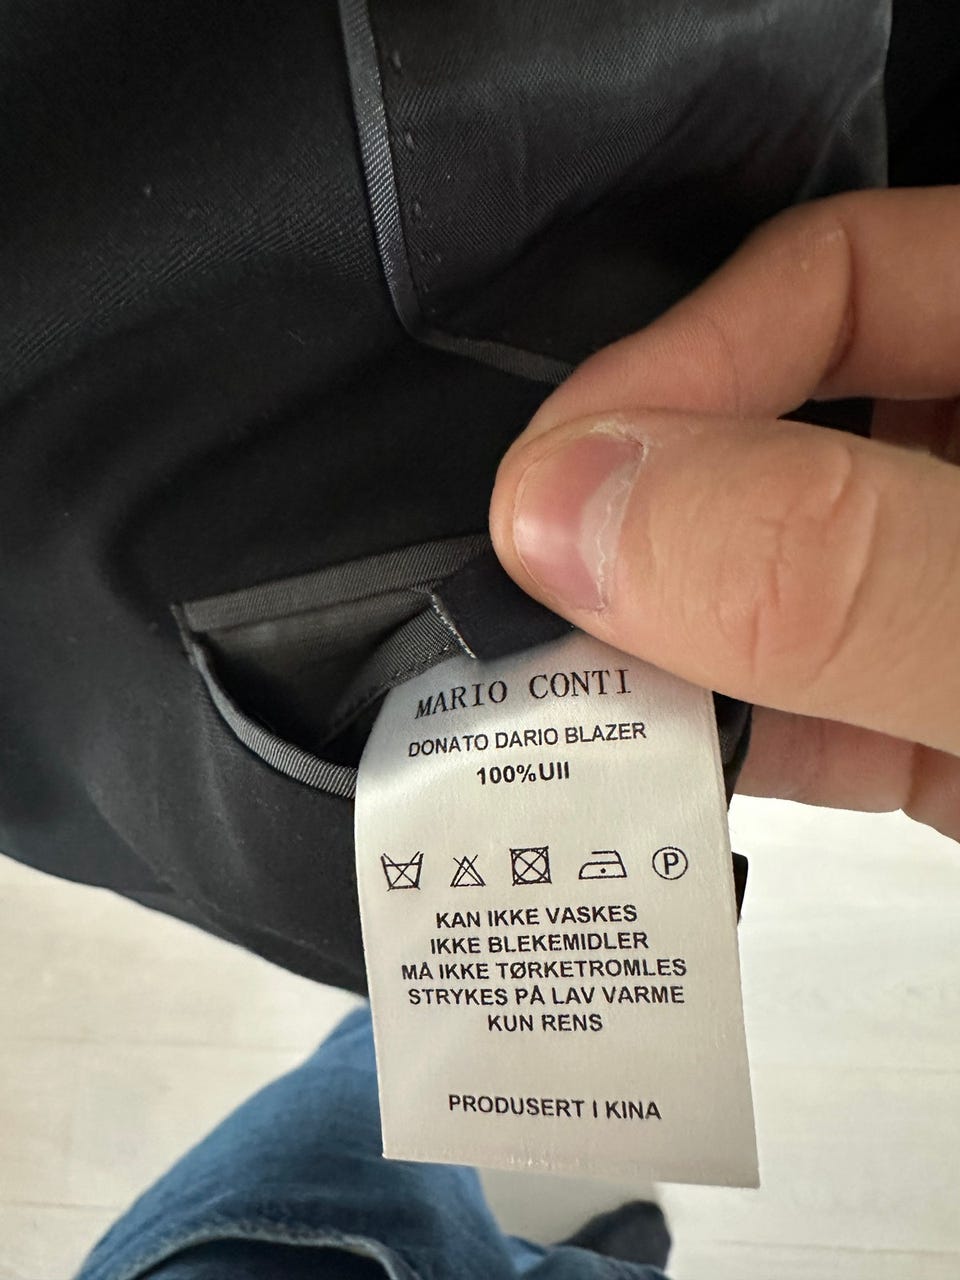 MARIO CONTI
DONATO DARIO BLAZER
100%Ull
P
KAN IKKE VASKES
IKKE BLEKEMIDLER
MÅ IKKE TØRKETROMLES
STRYKES PÅ LAV VARME
KUN RENS
PRODUSERT I KINA